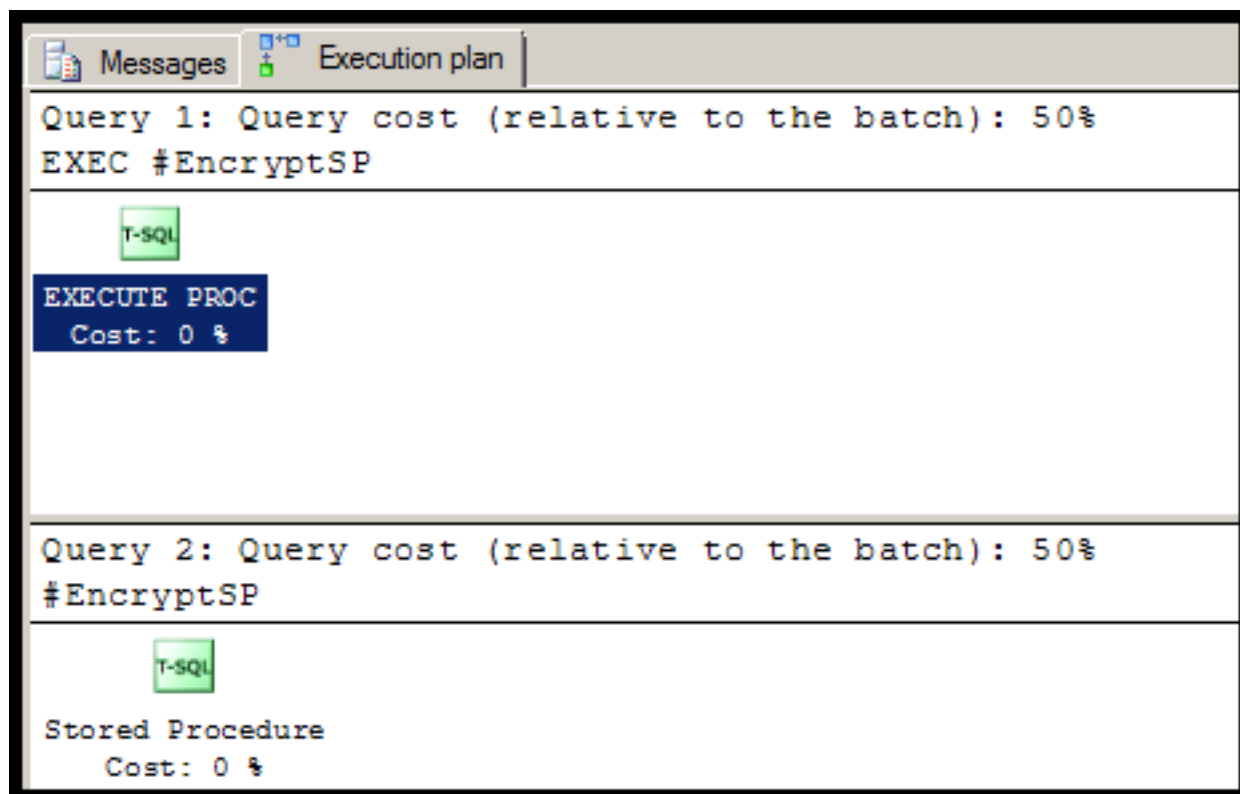 Messages Execution plan
Query 1: Query cost (relative to the batch): 50%
EXEC #EncryptSP
T-SQL
EXECUTE PROC
Cost: 0 %
Query 2: Query cost (relative to the batch): 50%
#EncryptSP
T-SQL
Stored Procedure
Cost: 0 %